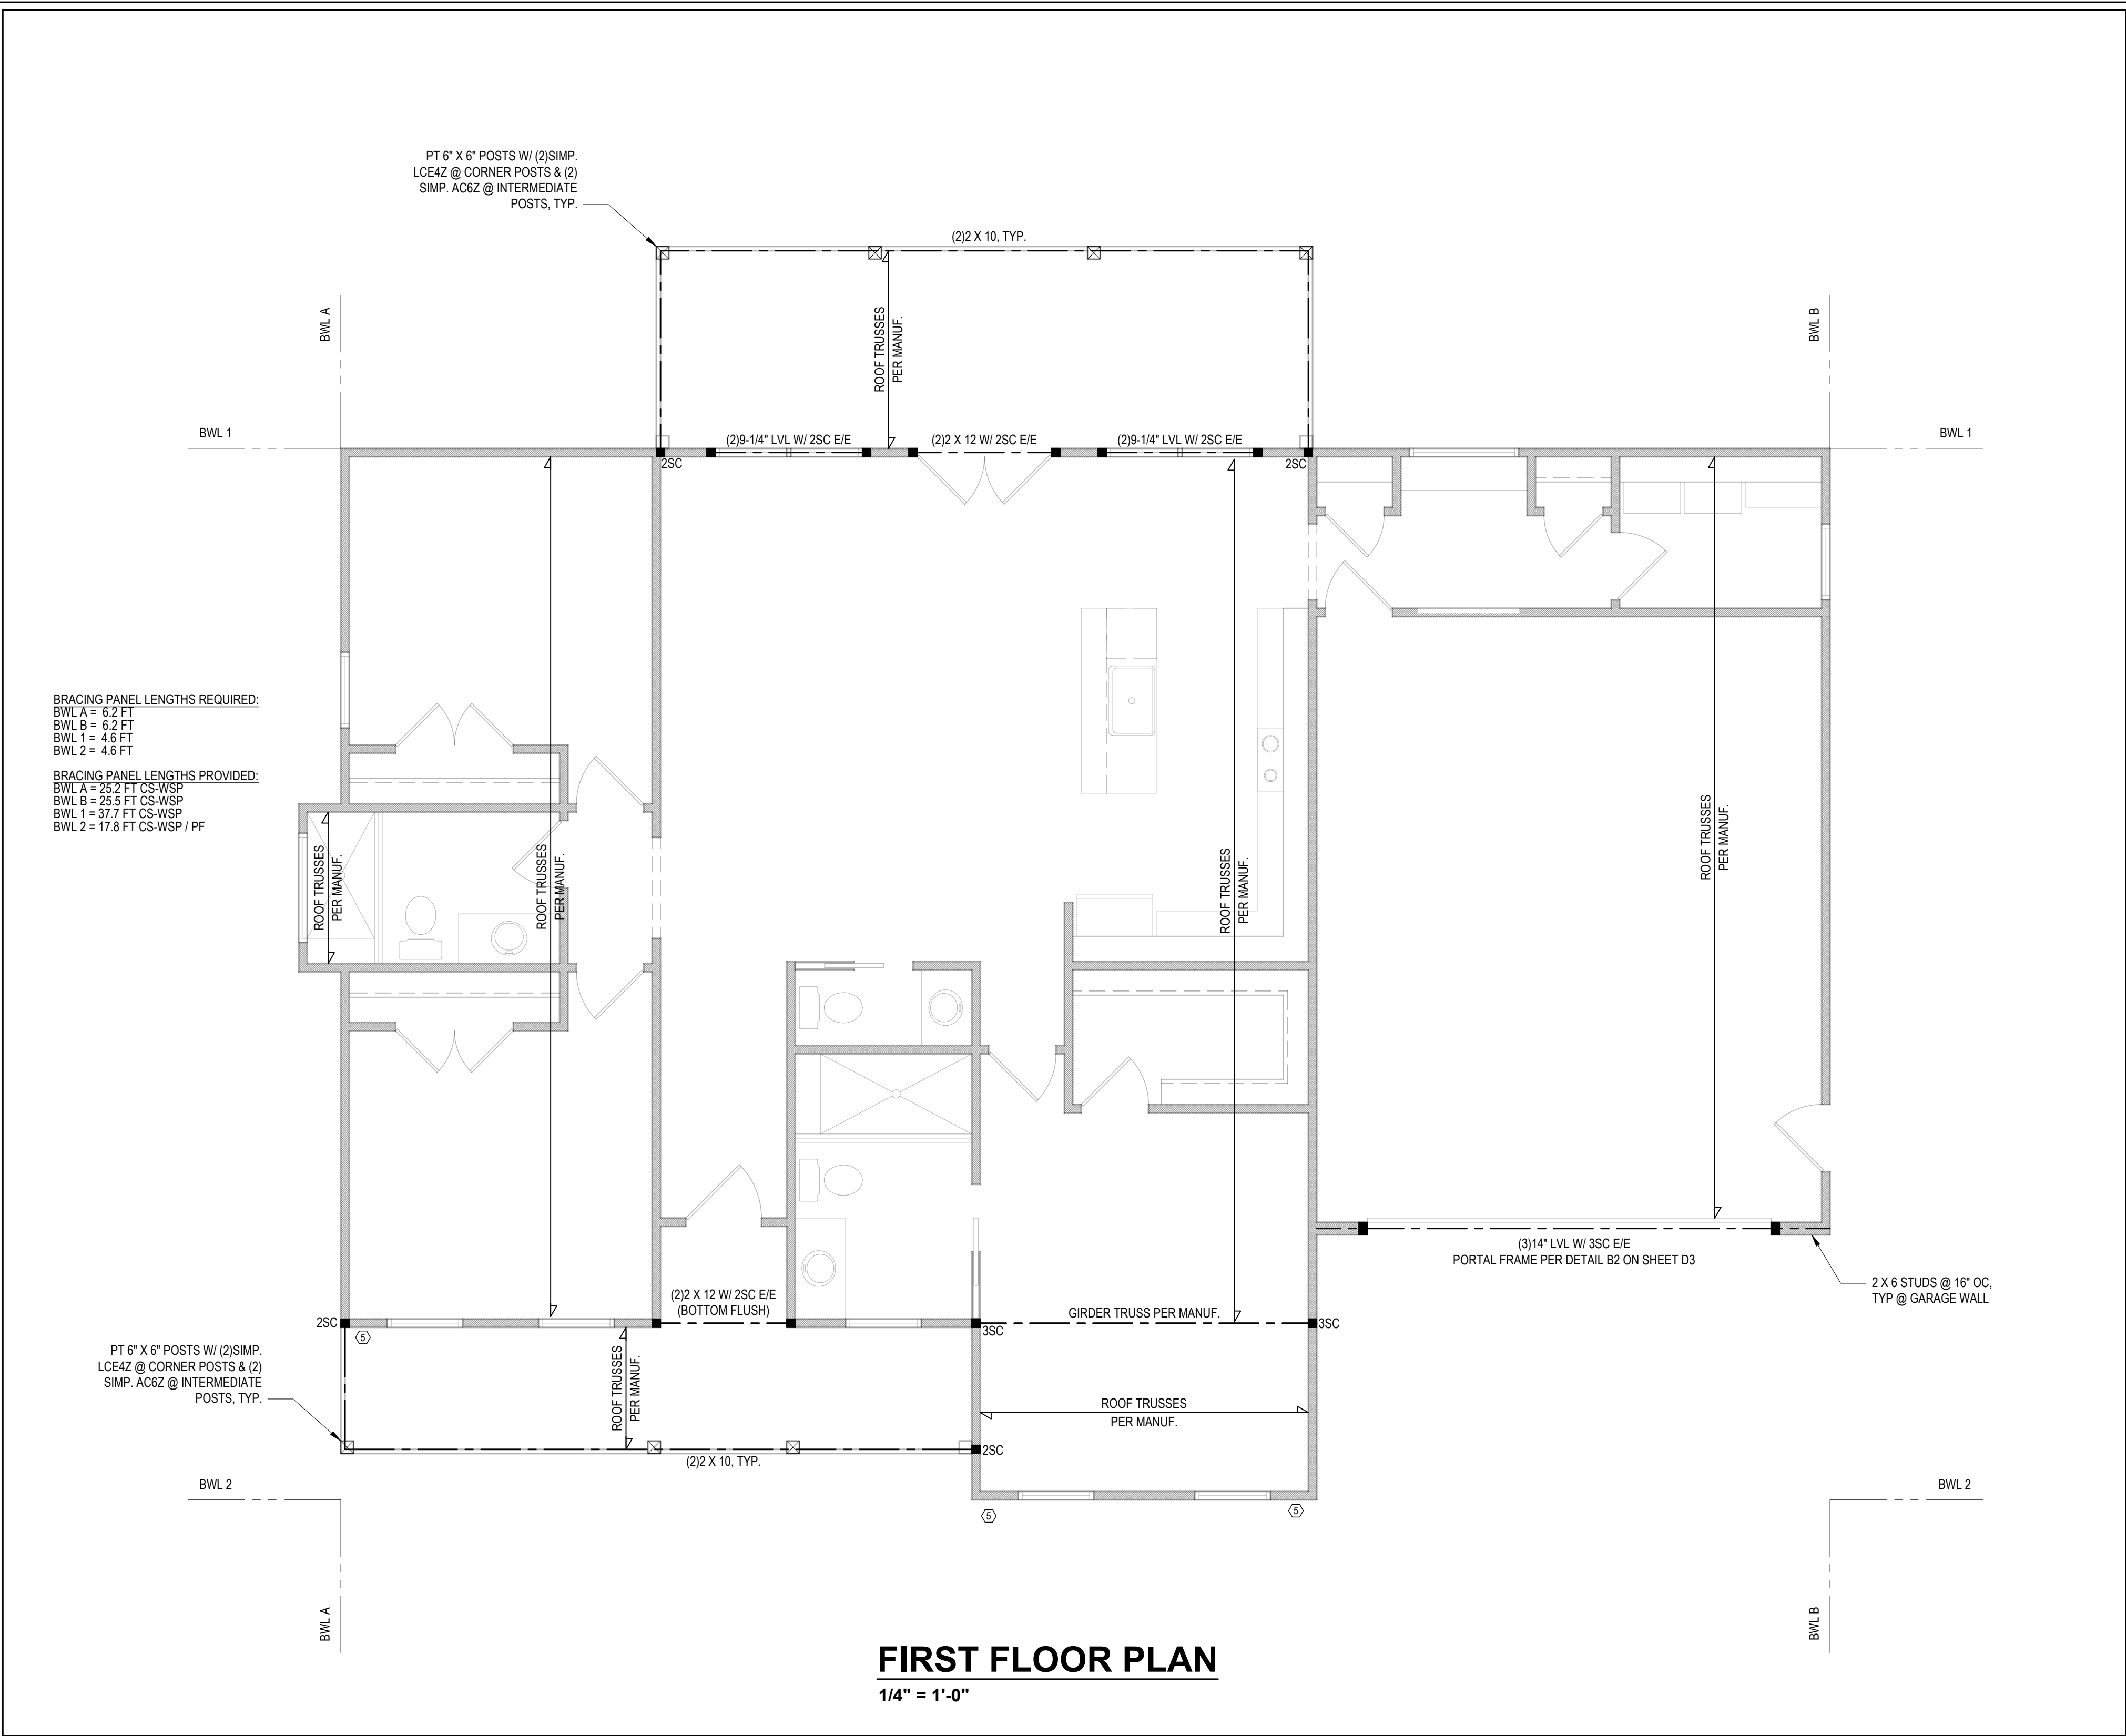 PT 6" X 6" POSTS W/ (2)SIMP.
LCE4Z @ CORNER POSTS & (2)
SIMP. AC6Z @ INTERMEDIATE
POSTS, TYP.
(2)2 X 10, TYP.
BWL A
BWL B
ROOF TRUSSES
PER MANUF.
BWL 1
BWL 1
(2)9-1/4" LVL W/ 2SC E/E
(2)2 X 12 W/ 2SC E/E
(2)9-1/4" LVL W/ 2SC E/E
2SC
2SC
BRACING PANEL LENGTHS REQUIRED:
BWL A = 6.2 FT
BWL B = 6.2 FT
BWL 1 = 4.6 FT
BWL 2 = 4.6 FT
BRACING PANEL LENGTHS PROVIDED:
BWL A = 25.2 FT CS-WSP
BWL B = 25.5 FT CS-WSP
BWL 1 = 37.7 FT CS-WSP
BWL 2 = 17.8 FT CS-WSP / PF
ROOF TRUSSES
PER MANUF.
ROOF TRUSSES
PER MANUF.
ROOF TRUSSES
PER MANUF.
ROOF TRUSSES
PER MANUF.
(3)14" LVL W/ 3SC E/E
PORTAL FRAME PER DETAIL B2 ON SHEET D3
2 X 6 STUDS @ 16" OC,
TYP @ GARAGE WALL
(2)2 X 12 W/ 2SC E/E
(BOTTOM FLUSH)
GIRDER TRUSS PER MANUF.
2SC
3SC
3SC
5
PT 6" X 6" POSTS W/ (2)SIMP.
LCE4Z @ CORNER POSTS & (2)
SIMP. AC6Z @ INTERMEDIATE
POSTS, TYP.
ROOF TRUSSES
PER MANUF.
ROOF TRUSSES
PER MANUF.
2SC
(2)2 X 10, TYP.
BWL 2
BWL 2
5
5
BWL A
BWL B
FIRST FLOOR PLAN
1/4" = 1'-0"